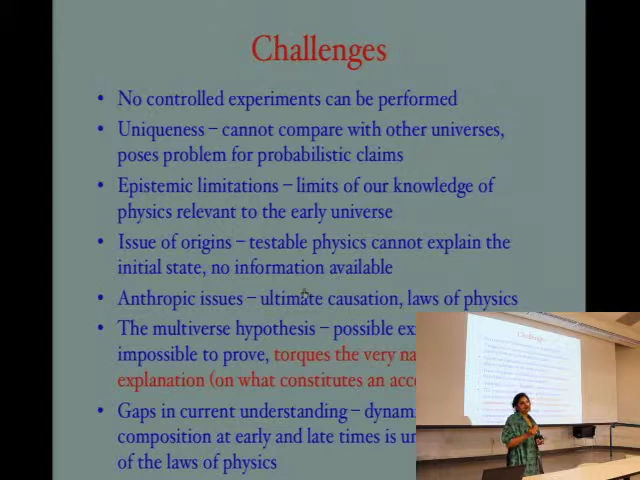 Challenges
• No controlled experiments can be performed
• Uniqueness – cannot compare with other universes,
poses problem for probabilistic claims
• Epistemic limitations – limits of our knowledge of
physics relevant to the early universe
• Issue of origins – testable physics cannot explain the
initial state, no information available
• Anthropic issues – ultimate causation, laws of physics
• The multiverse hypothesis – possible
impossible to prove, torques the very
explanation (on what constitutes an
• Gaps in current understanding –
composition at early and late times is
of the laws of physics
Challenges